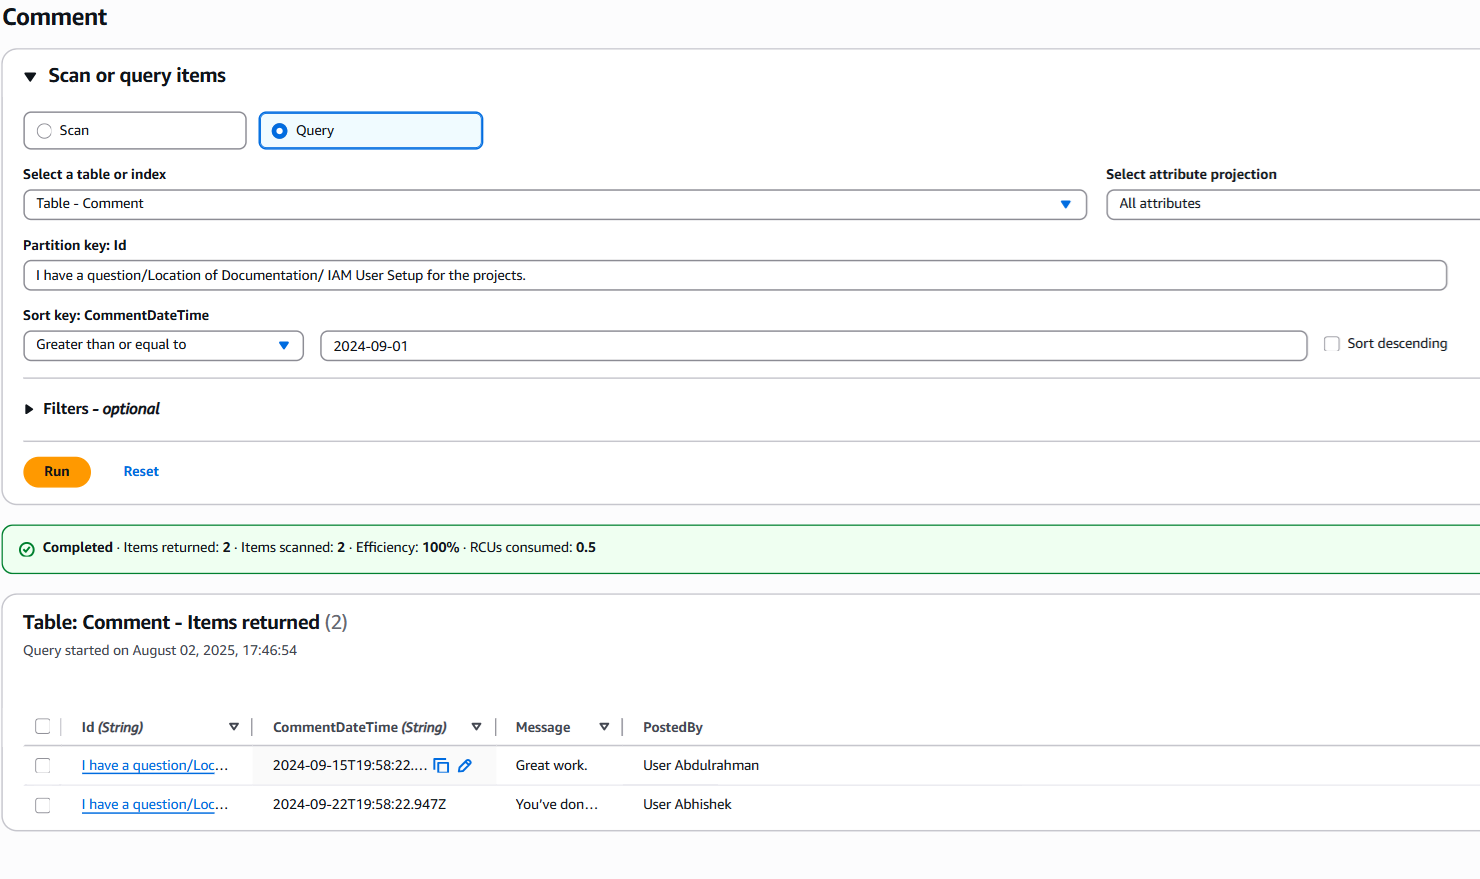 Comment
Scan or query items
Scan
Query
Select a table or index
Select attribute projection
Table - Comment
All attributes
Partition key: Id
I have a question/Location of Documentation/ IAM User Setup for the projects.
Sort key: CommentDateTime
Greater than or equal to
2024-09-01
Sort descending
Filters - optional
Run
Reset
Completed · Items returned: 2 · Items scanned: 2 · Efficiency: 100% · RCUs consumed: 0.5
Table: Comment - Items returned (2)
Query started on August 02, 2025, 17:46:54
Id (String) CommentDateTime (String) Message PostedBy
I have a question/Loc... 2024-09-15T19:58:22.... Great work. User Abdulrahman
I have a question/Loc... 2024-09-22T19:58:22.947Z You’ve don... User Abhishek